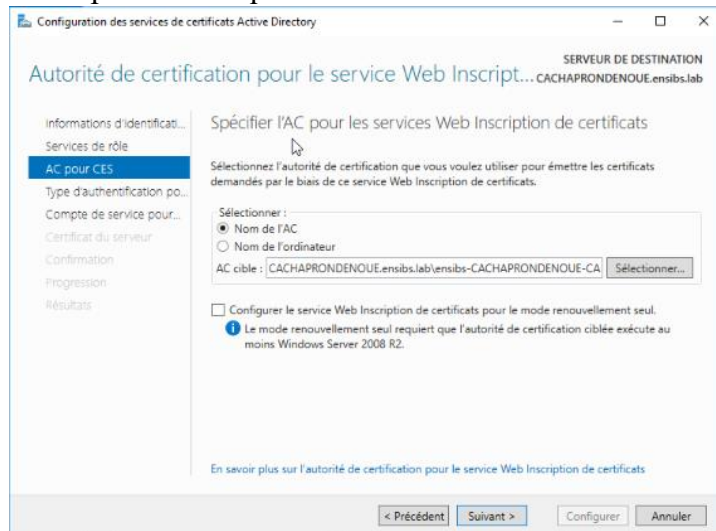 Configuration des services de certificats Active Directory
Autorité de certification pour le service Web Inscript...
SERVEUR DE DESTINATION
CACHAPRONDENOUE.ensibs.lab
Informations d'identificati...
Services de rôle
AC pour CES
Type d'authentification po...
Compte de service pour...
Certificat du serveur
Confirmation
Progression
Résultats
Spécifier l'AC pour les services Web Inscription de certificats
Sélectionnez l'autorité de certification que vous voulez utiliser pour émettre les certificats
demandés par le biais de ce service Web Inscription de certificats.
Sélectionner :
Nom de l'AC
Nom de l'ordinateur
AC cible : CACHAPRONDENOUE.ensibs.lab\ensibs-CACHAPRONDENOUE-CA Sélectionner...
Configurer le service Web Inscription de certificats pour le mode renouvellement seul.
Le mode renouvellement seul requiert que l'autorité de certification ciblée exécute au
moins Windows Server 2008 R2.
En savoir plus sur l'autorité de certification pour le service Web Inscription de certificats
< Précédent Suivant > Configurer Annuler